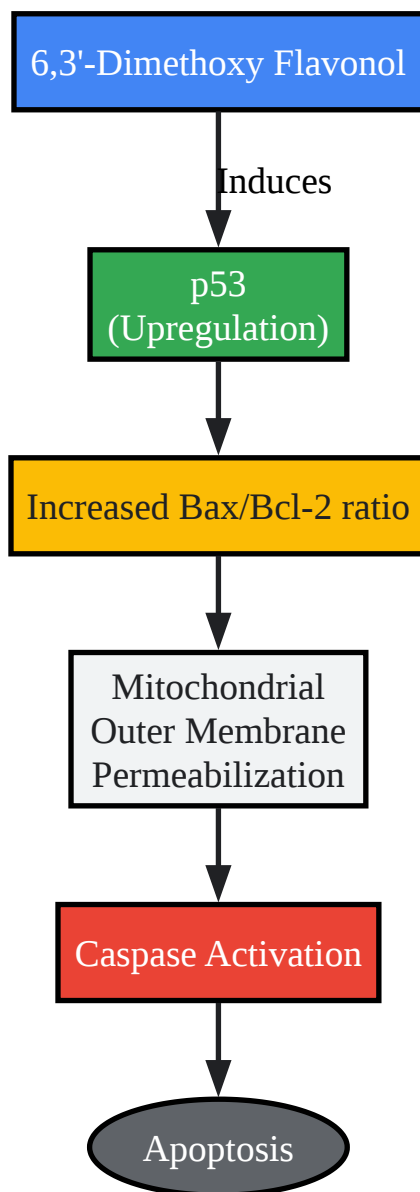 6,3'-Dimethoxy Flavonol
Induces
p53
(Upregulation)
Increased Bax/Bcl-2 ratio
Mitochondrial
Outer Membrane
Permeabilization
Caspase Activation
Apoptosis